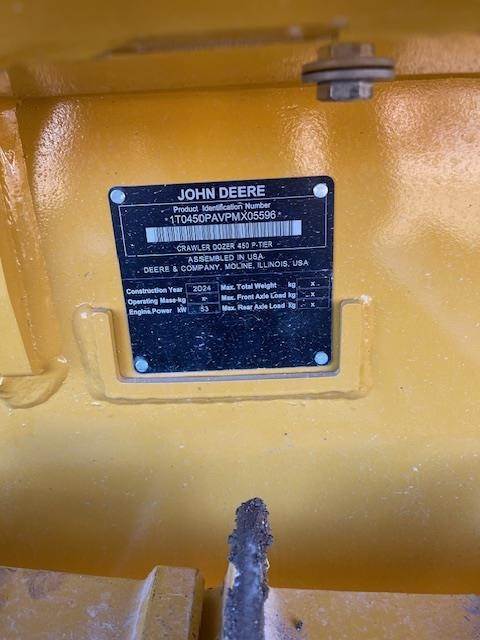 JOHN DEERE
Product Identification Number
*1T0450PAVPMX05596*
CRAWLER DOZER 450 P-TIER
ASSEMBLED IN USA
DEERE & COMPANY, MOLINE, ILLINOIS, USA
Construction Year 2024 Max. Total Weight kg x
Operating Mass-kg x Max. Front Axle Load kg x
Engine Power kW 53 Max. Rear Axle Load kg x